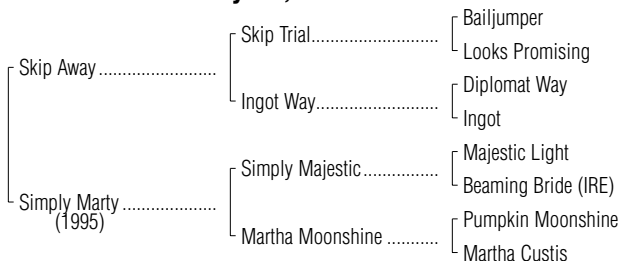 Bailjumper
Skip Trial
Looks Promising
Skip Away
Diplomat Way
Ingot Way
Ingot
Majestic Light
Simply Majestic
Beaming Bride (IRE)
Simply Marty
(1995)
Pumpkin Moonshine
Martha Moonshine
Martha Custis